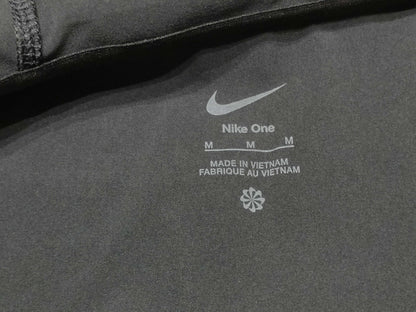 Nike One
M M M
MADE IN VIETNAM
FABRIQUE AU VIETNAM